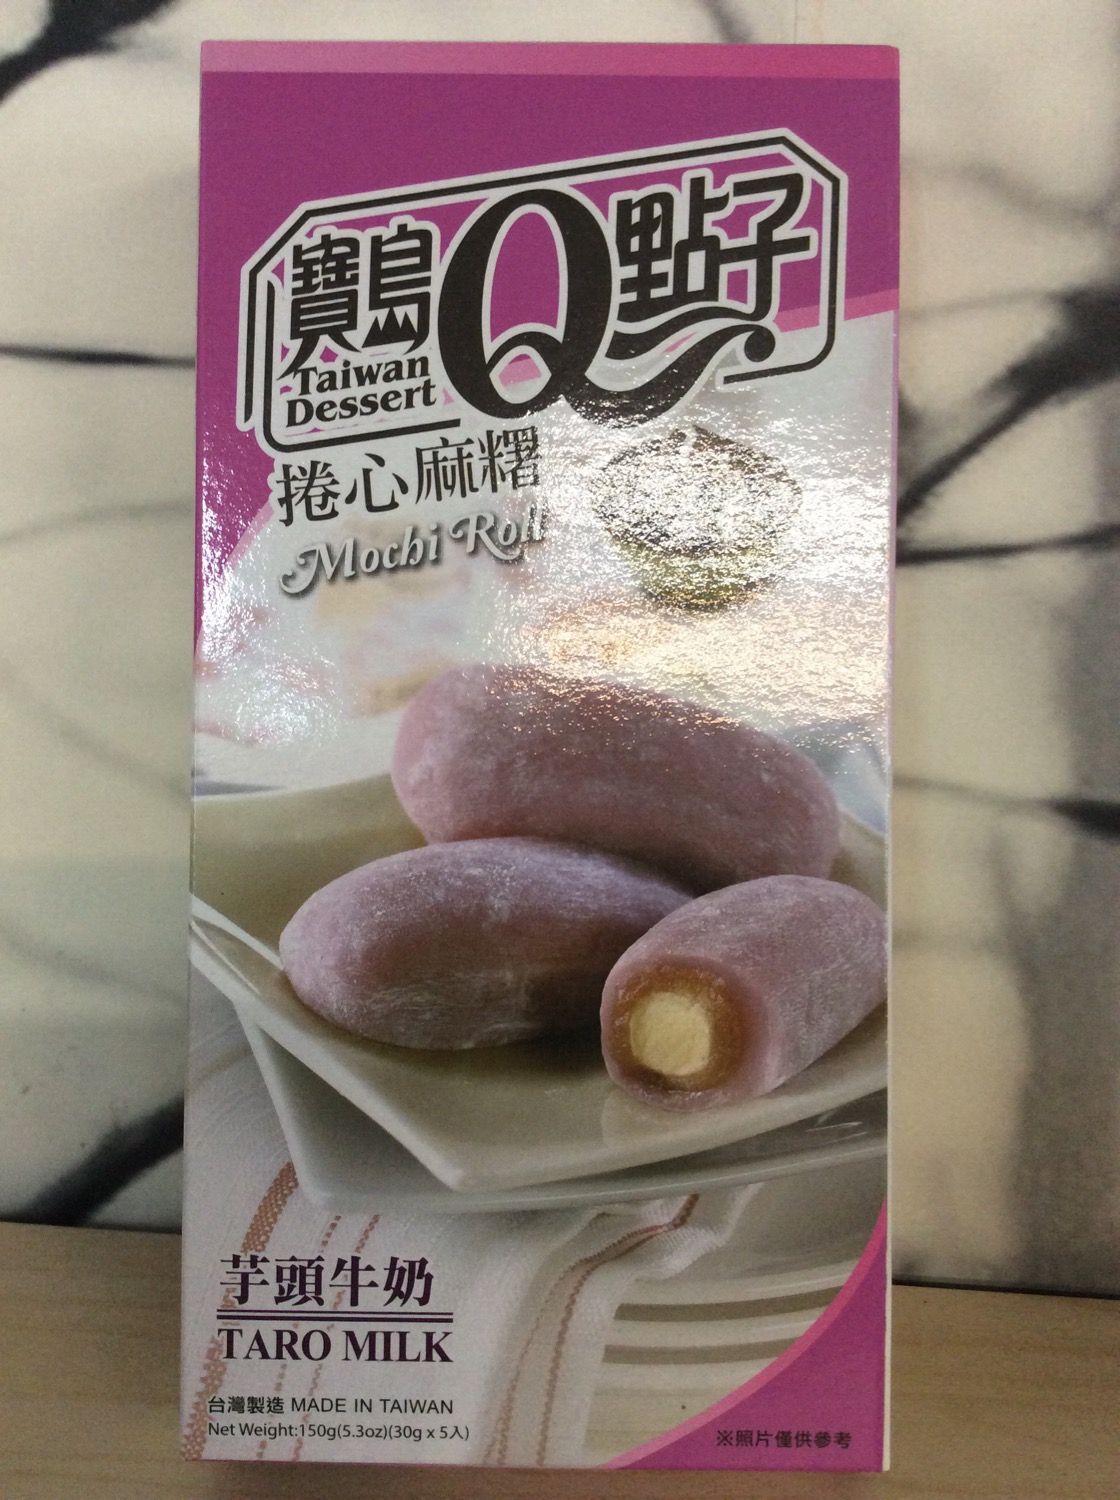 寶島Q點子
Taiwan
Dessert
捲心麻糬
Mochi Roll
芋頭牛奶
TARO MILK
台灣製造 MADE IN TAIWAN
Net Weight:150g(5.3oz)(30g x 5入)
※照片僅供參考